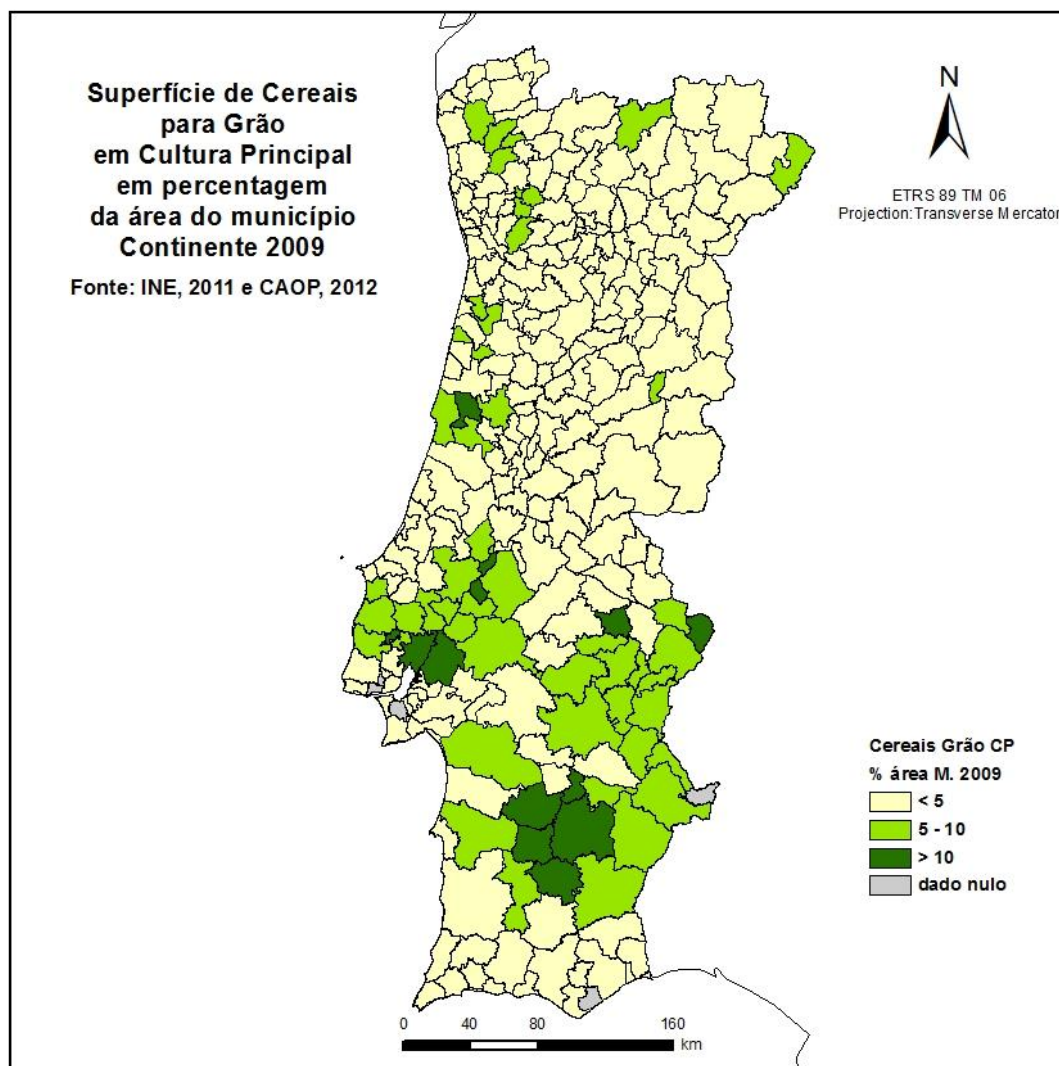 Superfície de Cereais
para Grão
em Cultura Principal
em percentagem
da área do município
Continente 2009
Fonte: INE, 2011 e CAOP, 2012
N
ETRS 89 TM 06
Projection:Transverse Mercator
Cereais Grão CP
% área M. 2009
< 5
5 - 10
> 10
dado nulo
0 40 80 160
km